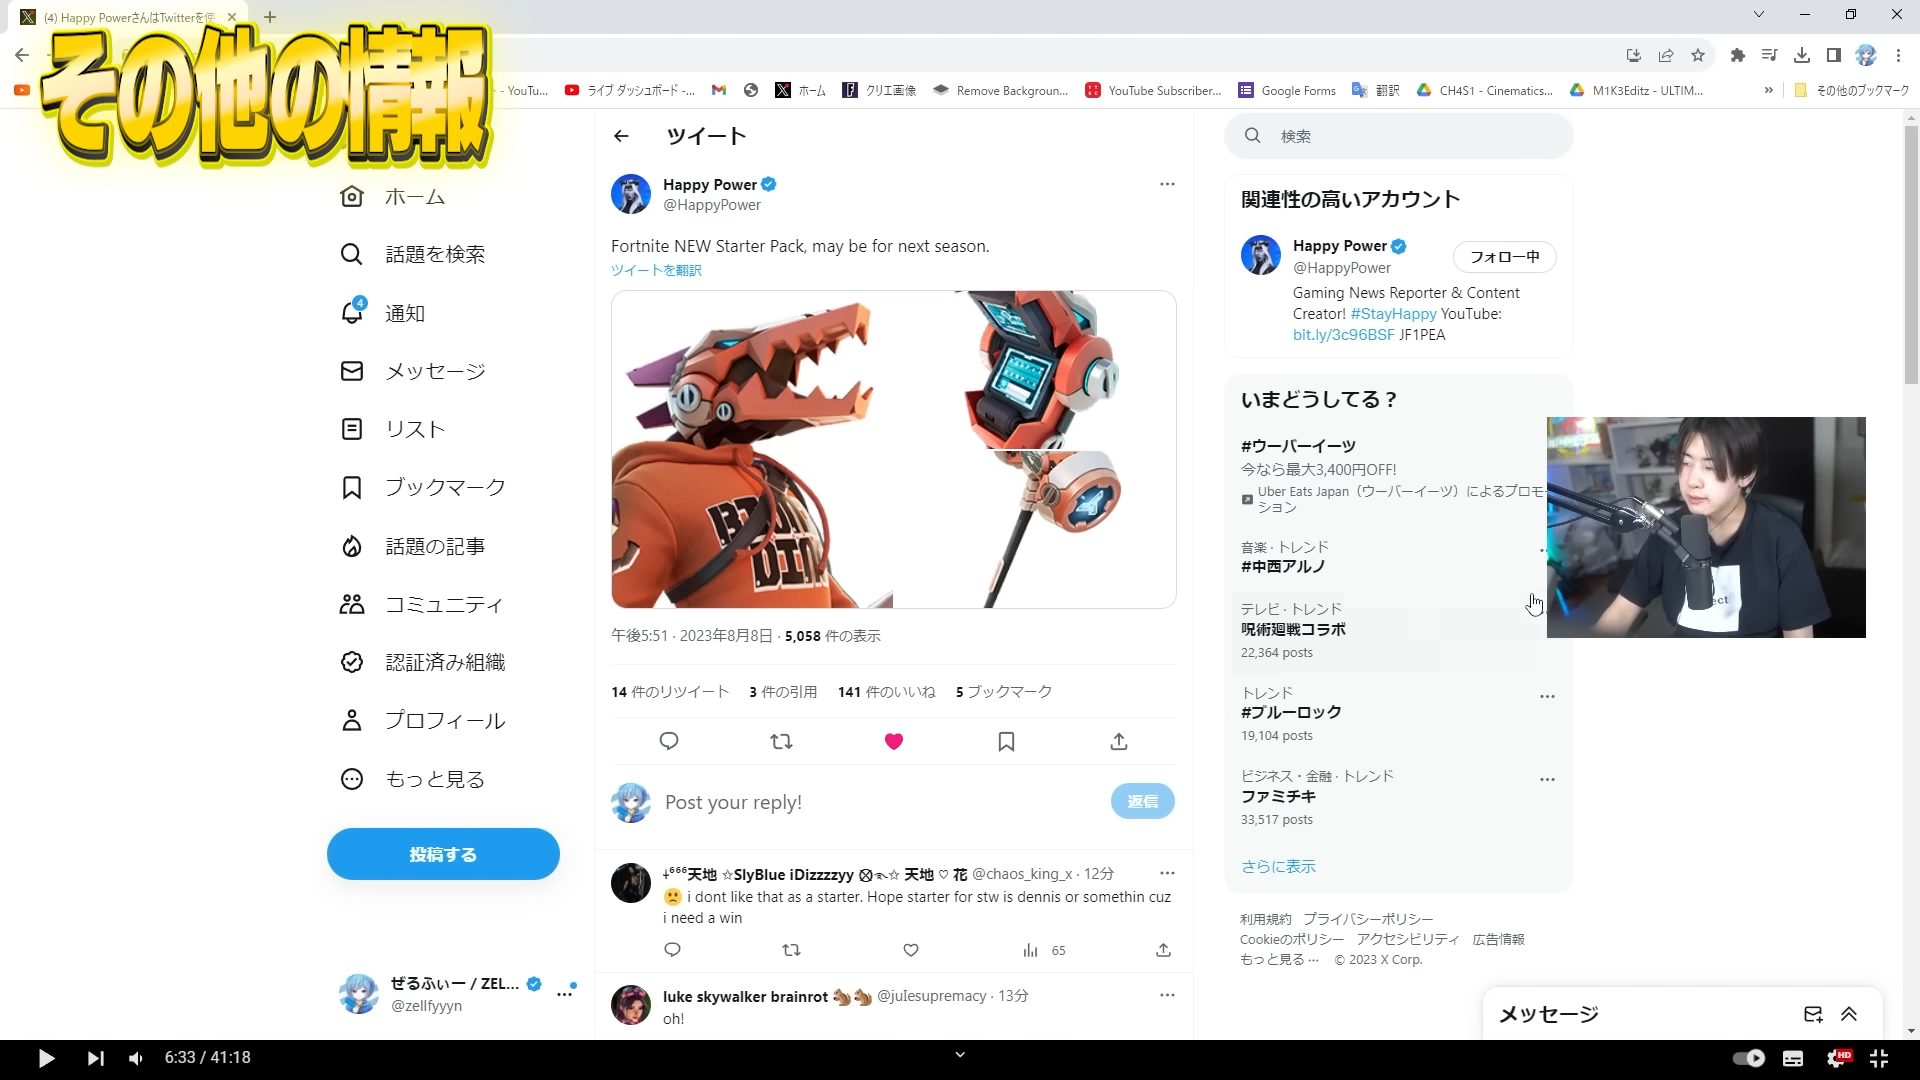 (4) Happy PowerさんはTwitterを使
その他の情報
- YouTu...
ライブ ダッシュボード -...
ホーム
クリエ画像
Remove Backgroun...
YouTube Subscriber...
Google Forms
翻訳
CH4S1 - Cinematics...
M1K3Editz - ULTIM...
»
その他のブックマーク
ホーム
話題を検索
4
通知
メッセージ
リスト
ブックマーク
話題の記事
コミュニティ
認証済み組織
プロフィール
もっと見る
投稿する
ぜるふぃー / ZEL...
@zellfyyyn
ツイート
Happy Power
@HappyPower
Fortnite NEW Starter Pack, may be for next season.
ツイートを翻訳
午後5:51 · 2023年8月8日 · 5,058 件の表示
14 件のリツイート 3 件の引用 141 件のいいね 5 ブックマーク
Post your reply!
返信
⁶⁶⁶天地 ☆SlyBlue iDizzzzyy ☆ 天地 ♡ 花 @chaos_king_x · 12分
🙁 i dont like that as a starter. Hope starter for stw is dennis or somethin cuz
i need a win
65
luke skywalker brainrot 🐿️🐿️ @juIesupremacy · 13分
oh!
検索
関連性の高いアカウント
Happy Power
@HappyPower
フォロー中
Gaming News Reporter & Content
Creator! #StayHappy YouTube:
bit.ly/3c96BSF JF1PEA
いまどうしてる？
#ウーバーイーツ
今なら最大3,400円OFF!
Uber Eats Japan（ウーバーイーツ）によるプロモー
ション
音楽 · トレンド
#中西アルノ
テレビ · トレンド
呪術廻戦コラボ
22,364 posts
トレンド
#ブルーロック
19,104 posts
ビジネス・金融 · トレンド
ファミチキ
33,517 posts
さらに表示
利用規約 プライバシーポリシー
Cookieのポリシー アクセシビリティ 広告情報
もっと見る ··· © 2023 X Corp.
メッセージ
6:33 / 41:18
HD